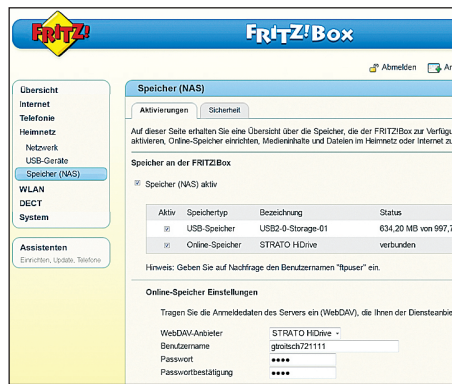 FRITZ!
FRITZ!Box
Abmelden
Übersicht
Internet
Telefonie
Heimnetz
Netzwerk
USB-Geräte
Speicher (NAS)
WLAN
DECT
System
Assistenten
Einrichten, Update, Telefone
Speicher (NAS)
Aktivierungen Sicherheit
Auf dieser Seite erhalten Sie eine Übersicht über die Speicher, die der FRITZ!Box zur Verfügu
aktivieren, Online-Speicher einrichten, Medieninhalte und Dateien im Heimnetz oder Internet zu
Speicher an der FRITZ!Box
Speicher (NAS) aktiv
Aktiv Speichertyp Bezeichnung Status
USB-Speicher USB2-0-Storage-01 634,20 MB von 997,7
Online-Speicher STRATO HiDrive verbunden
Hinweis: Geben Sie auf Nachfrage den Benutzernamen "ftpuser" ein.
Online-Speicher Einstellungen
Tragen Sie die Anmeldedaten des Servers ein (WebDAV), die Ihnen der Diensteanbie
WebDAV-Anbieter STRATO HiDrive
Benutzername gtroitsch721111
Passwort ••••
Passwortbestätigung ••••